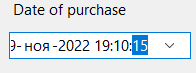 Date of purchase
9- ноя -2022 19:10:15